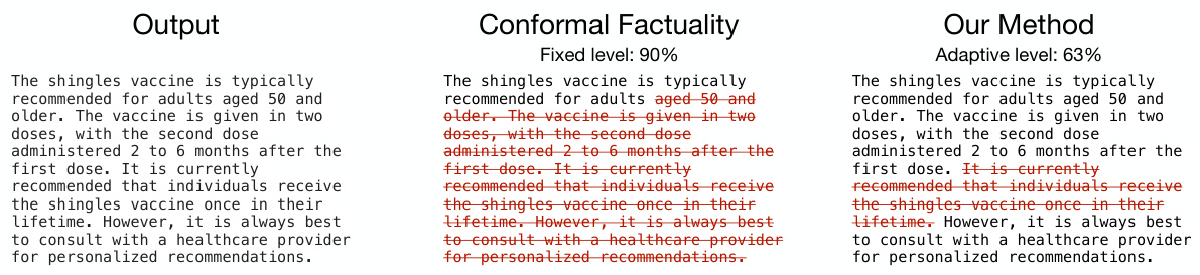 Output
The shingles vaccine is typically
recommended for adults aged 50 and
older. The vaccine is given in two
doses, with the second dose
administered 2 to 6 months after the
first dose. It is currently
recommended that individuals receive
the shingles vaccine once in their
lifetime. However, it is always best
to consult with a healthcare provider
for personalized recommendations.
Conformal Factuality
Fixed level: 90%
The shingles vaccine is typically
recommended for adults aged 50 and
older. The vaccine is given in two
doses, with the second dose
administered 2 to 6 months after the
first dose. It is currently
recommended that individuals receive
the shingles vaccine once in their
lifetime. However, it is always best
to consult with a healthcare provider
for personalized recommendations.
Our Method
Adaptive level: 63%
The shingles vaccine is typically
recommended for adults aged 50 and
older. The vaccine is given in two
doses, with the second dose
administered 2 to 6 months after the
first dose. It is currently
recommended that individuals receive
the shingles vaccine once in their
lifetime. However, it is always best
to consult with a healthcare provider
for personalized recommendations.